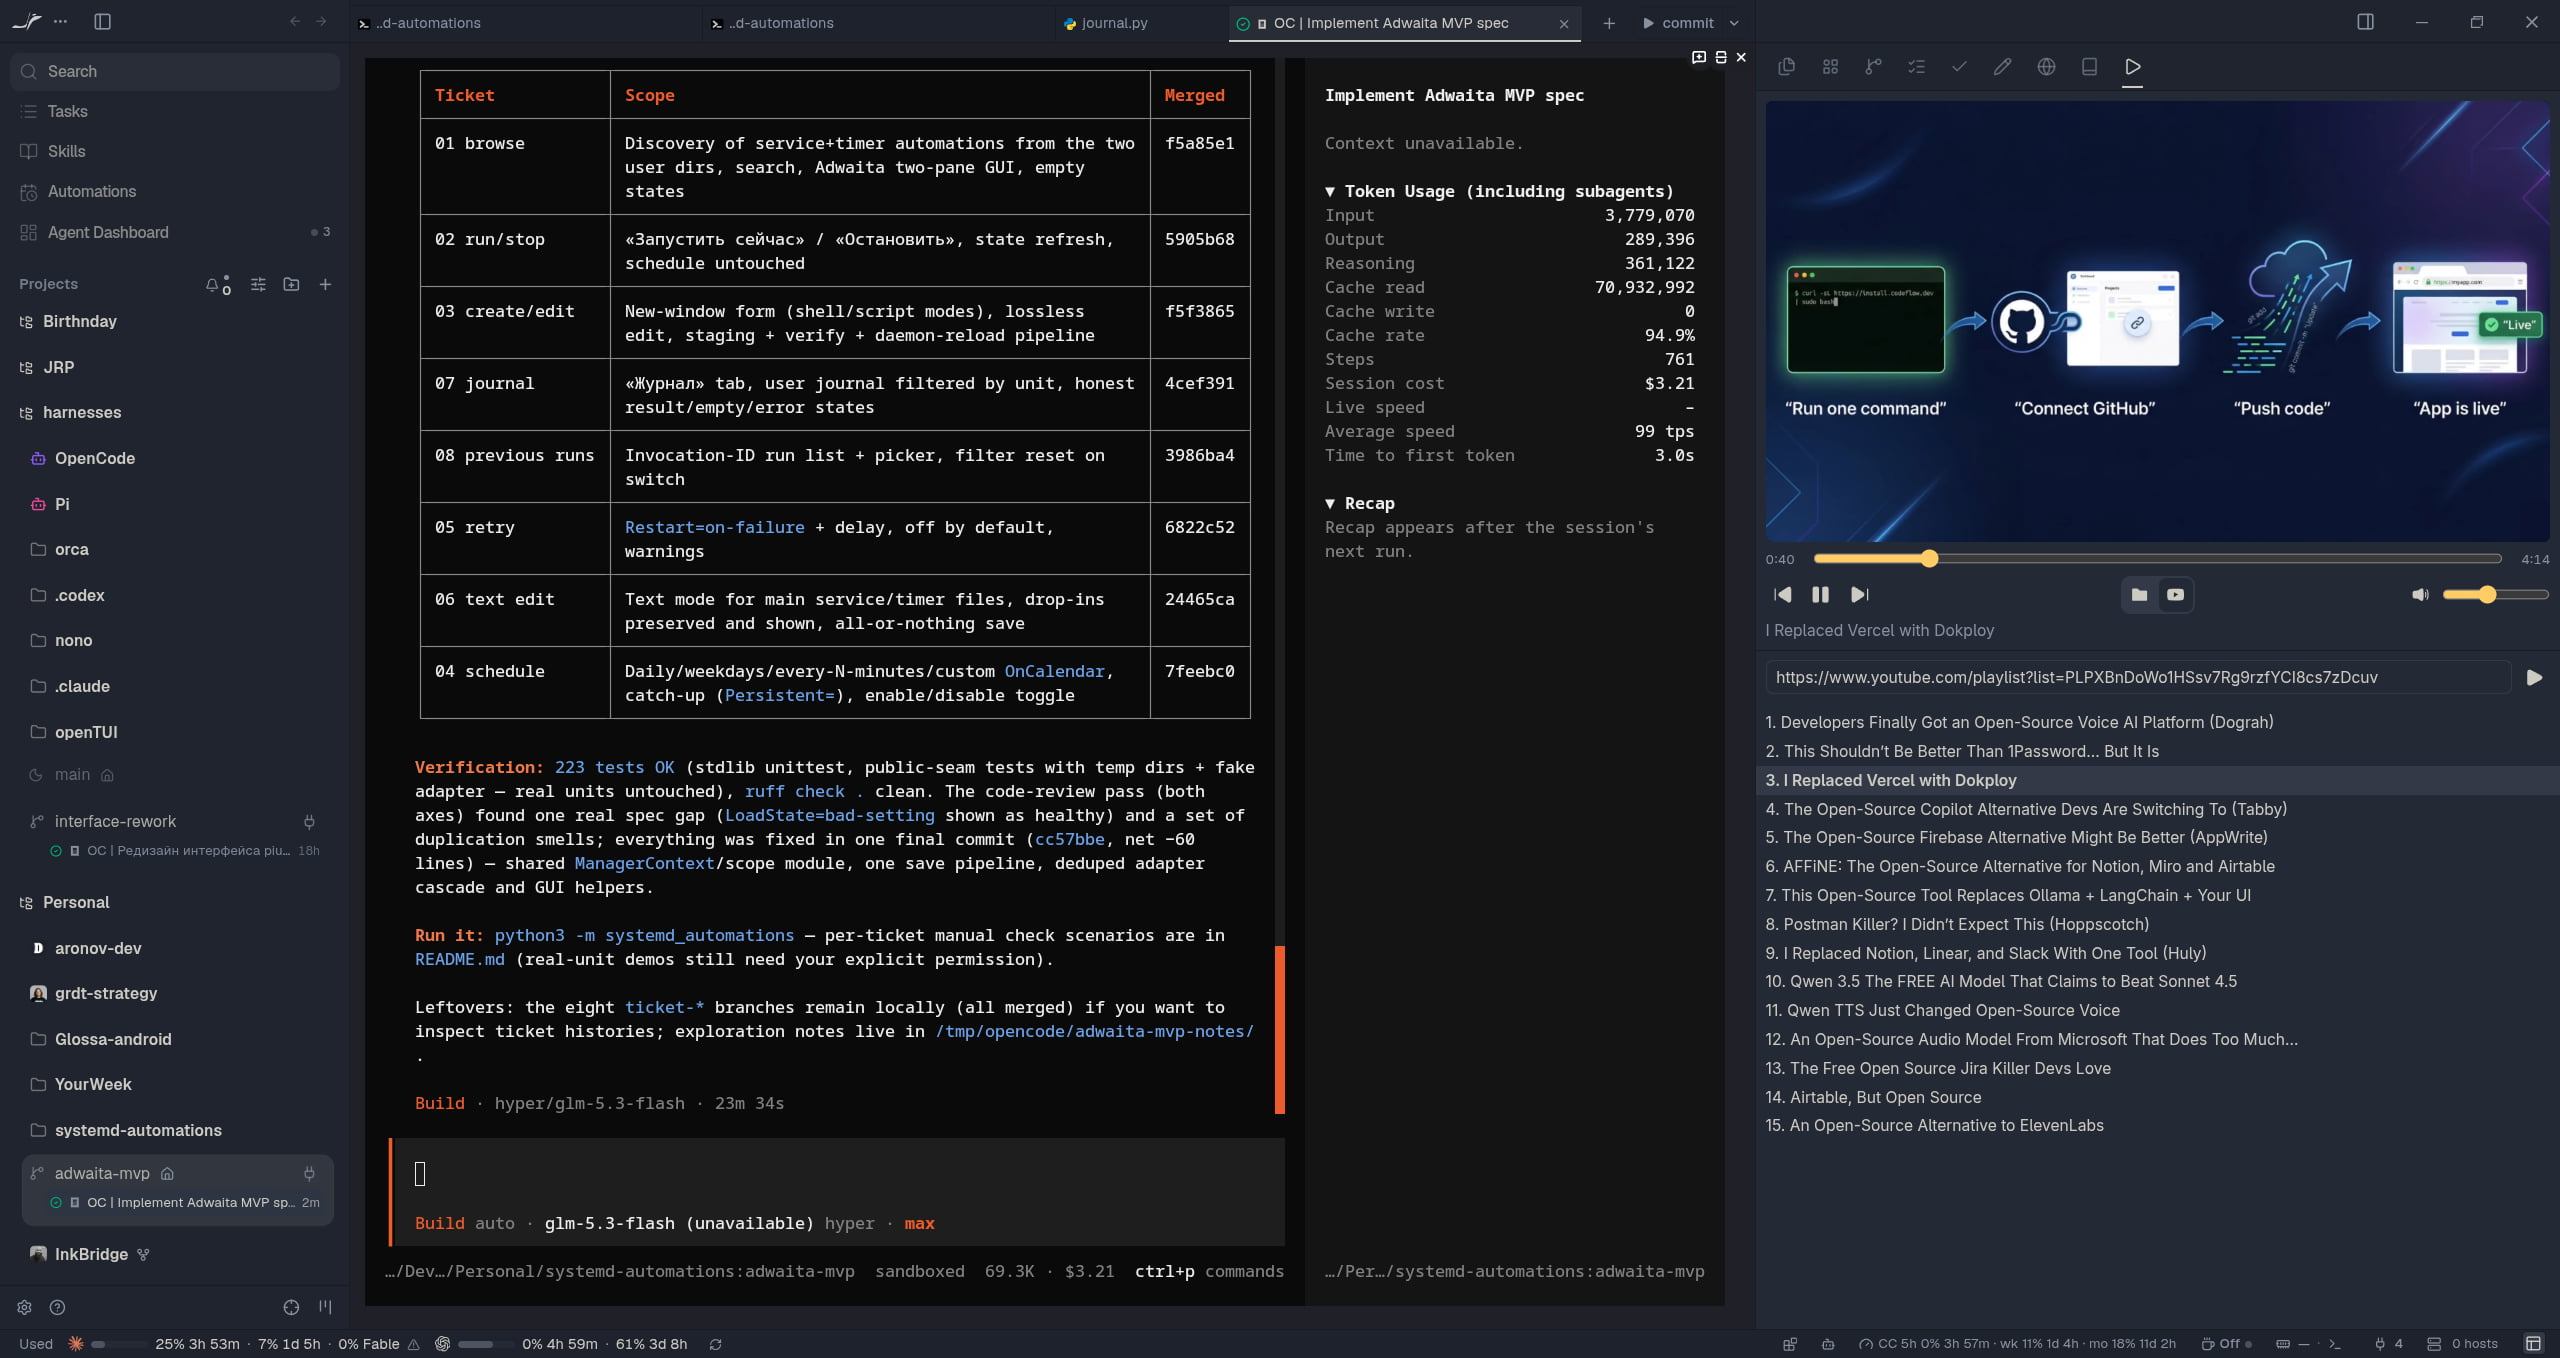 ..d-automations
..d-automations
journal.py
OC | Implement Adwaita MVP spec
commit
Search
Tasks
Skills
Automations
Agent Dashboard
3
Projects
0
Birthnday
JRP
harnesses
OpenCode
Pi
orca
.codex
nono
.claude
openTUI
main
interface-rework
OC | Редизайн интерфейса piu... 18h
Personal
aronov-dev
grdt-strategy
Glossa-android
YourWeek
systemd-automations
adwaita-mvp
OC | Implement Adwaita MVP sp... 2m
InkBridge
Ticket Scope Merged
01 browse Discovery of service+timer automations from the two f5a85e1
user dirs, search, Adwaita two-pane GUI, empty
states
02 run/stop «Запустить сейчас» / «Остановить», state refresh, 5905b68
schedule untouched
03 create/edit New-window form (shell/script modes), lossless f5f3865
edit, staging + verify + daemon-reload pipeline
07 journal «Журнал» tab, user journal filtered by unit, honest 4cef391
result/empty/error states
08 previous runs Invocation-ID run list + picker, filter reset on 3986ba4
switch
05 retry Restart=on-failure + delay, off by default, 6822c52
warnings
06 text edit Text mode for main service/timer files, drop-ins 24465ca
preserved and shown, all-or-nothing save
04 schedule Daily/weekdays/every-N-minutes/custom OnCalendar, 7feebc0
catch-up (Persistent=), enable/disable toggle
Verification: 223 tests OK (stdlib unittest, public-seam tests with temp dirs + fake
adapter — real units untouched), ruff check . clean. The code-review pass (both
axes) found one real spec gap (LoadState=bad-setting shown as healthy) and a set of
duplication smells; everything was fixed in one final commit (cc57bbe, net −60
lines) — shared ManagerContext/scope module, one save pipeline, deduped adapter
cascade and GUI helpers.
Run it: python3 -m systemd_automations — per-ticket manual check scenarios are in
README.md (real-unit demos still need your explicit permission).
Leftovers: the eight ticket-* branches remain locally (all merged) if you want to
inspect ticket histories; exploration notes live in /tmp/opencode/adwaita-mvp-notes/
.
Build · hyper/glm-5.3-flash · 23m 34s
Build auto · glm-5.3-flash (unavailable) hyper · max
…/Dev…/Personal/systemd-automations:adwaita-mvp sandboxed 69.3K · $3.21 ctrl+p commands
Implement Adwaita MVP spec
Context unavailable.
▼ Token Usage (including subagents)
Input 3,779,070
Output 289,396
Reasoning 361,122
Cache read 70,932,992
Cache write 0
Cache rate 94.9%
Steps 761
Session cost $3.21
Live speed –
Average speed 99 tps
Time to first token 3.0s
▼ Recap
Recap appears after the session's
next run.
…/Per…/systemd-automations:adwaita-mvp
$ curl -sL https://install.codeflow.dev
| sudo bash
git add
"Live"
“Run one command” “Connect GitHub” “Push code” “App is live”
0:40 4:14
I Replaced Vercel with Dokploy
https://www.youtube.com/playlist?list=PLPXBnDoWo1HSsv7Rg9rzfYCI8cs7zDcuv
1. Developers Finally Got an Open-Source Voice AI Platform (Dograh)
2. This Shouldn’t Be Better Than 1Password… But It Is
3. I Replaced Vercel with Dokploy
4. The Open-Source Copilot Alternative Devs Are Switching To (Tabby)
5. The Open-Source Firebase Alternative Might Be Better (AppWrite)
6. AFFiNE: The Open-Source Alternative for Notion, Miro and Airtable
7. This Open-Source Tool Replaces Ollama + LangChain + Your UI
8. Postman Killer? I Didn’t Expect This (Hoppscotch)
9. I Replaced Notion, Linear, and Slack With One Tool (Huly)
10. Qwen 3.5 The FREE AI Model That Claims to Beat Sonnet 4.5
11. Qwen TTS Just Changed Open-Source Voice
12. An Open-Source Audio Model From Microsoft That Does Too Much…
13. The Free Open Source Jira Killer Devs Love
14. Airtable, But Open Source
15. An Open-Source Alternative to ElevenLabs
Used 25% 3h 53m · 7% 1d 5h · 0% Fable 0% 4h 59m · 61% 3d 8h
CC 5h 0% 3h 57m · wk 11% 1d 4h · mo 18% 11d 2h Off — · 4 0 hosts